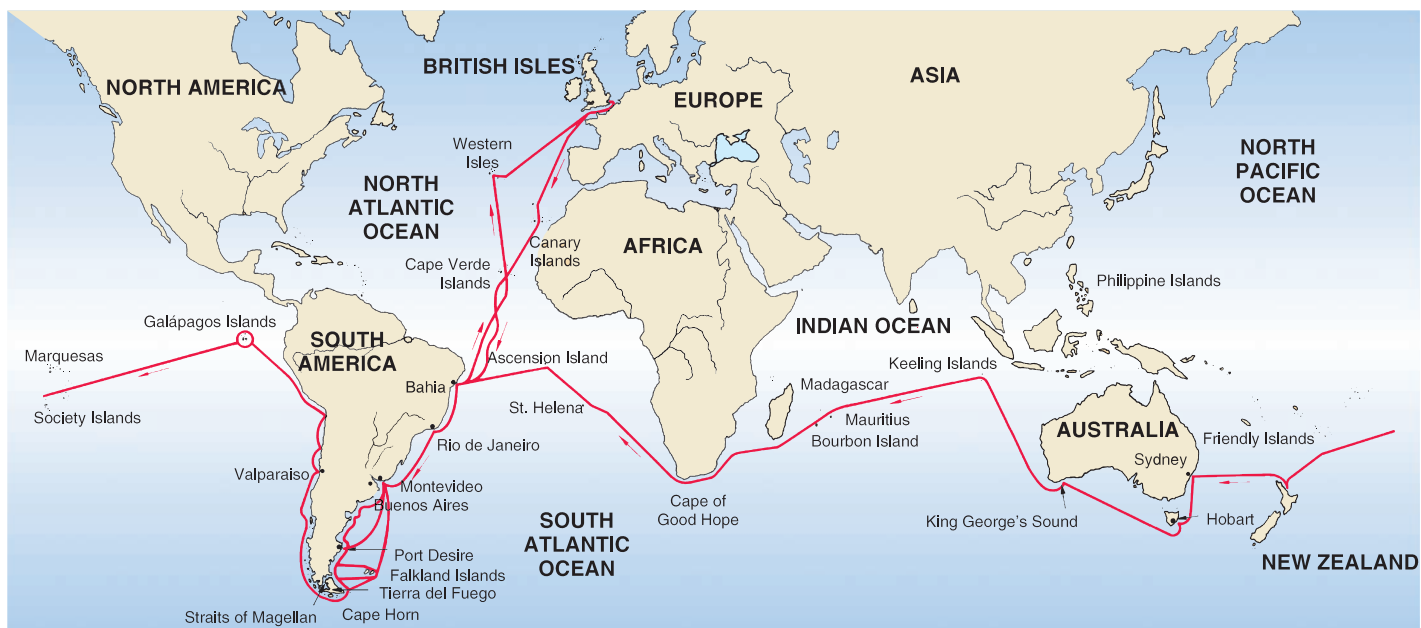 BRITISH ISLES
NORTH AMERICA
ASIA
EUROPE
Western
Isles
NORTH
PACIFIC
OCEAN
NORTH
ATLANTIC
OCEAN
Canary
Islands
AFRICA
Cape Verde
Islands
Philippine Islands
Galápagos Islands
INDIAN OCEAN
SOUTH
AMERICA
Marquesas
Ascension Island
Keeling Islands
Bahia
Madagascar
Society Islands
St. Helena
Mauritius
Bourbon Island
AUSTRALIA
Friendly Islands
Rio de Janeiro
Sydney
Valparaiso
Montevideo
Buenos Aires
Cape of
Good Hope
King George's Sound
Hobart
SOUTH
ATLANTIC
OCEAN
Port Desire
NEW ZEALAND
Falkland Islands
Tierra del Fuego
Straits of Magellan
Cape Horn